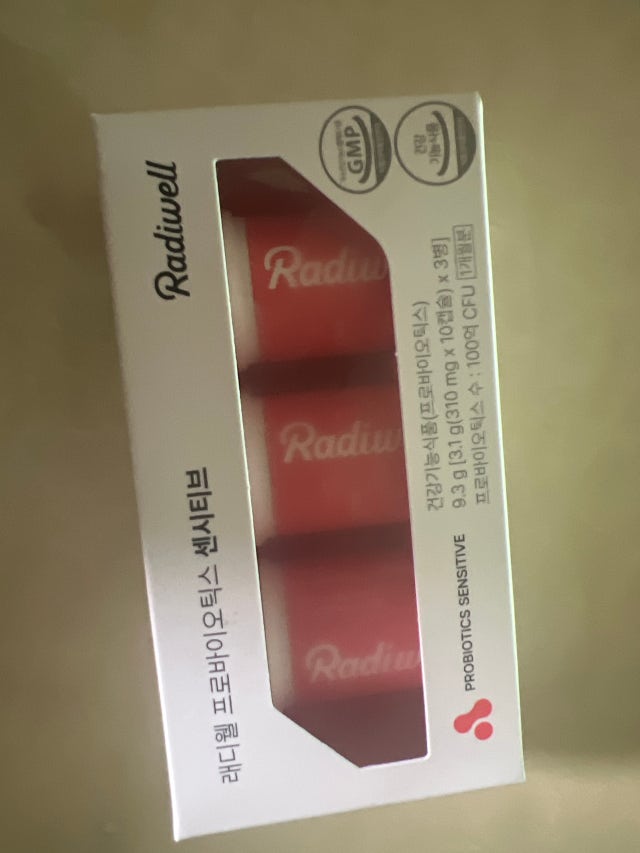 래디웰 프로바이오틱스 센시티브
Radiwell
Radiw
Radiw
Radiw
PROBIOTICS SENSITIVE
건강기능식품(프로바이오틱스)
9.3 g [3.1 g(310 mg x 10캡슐) x 3병]
프로바이오틱스 수 : 100억 CFU 1개월분
GMP
건강
기능식품